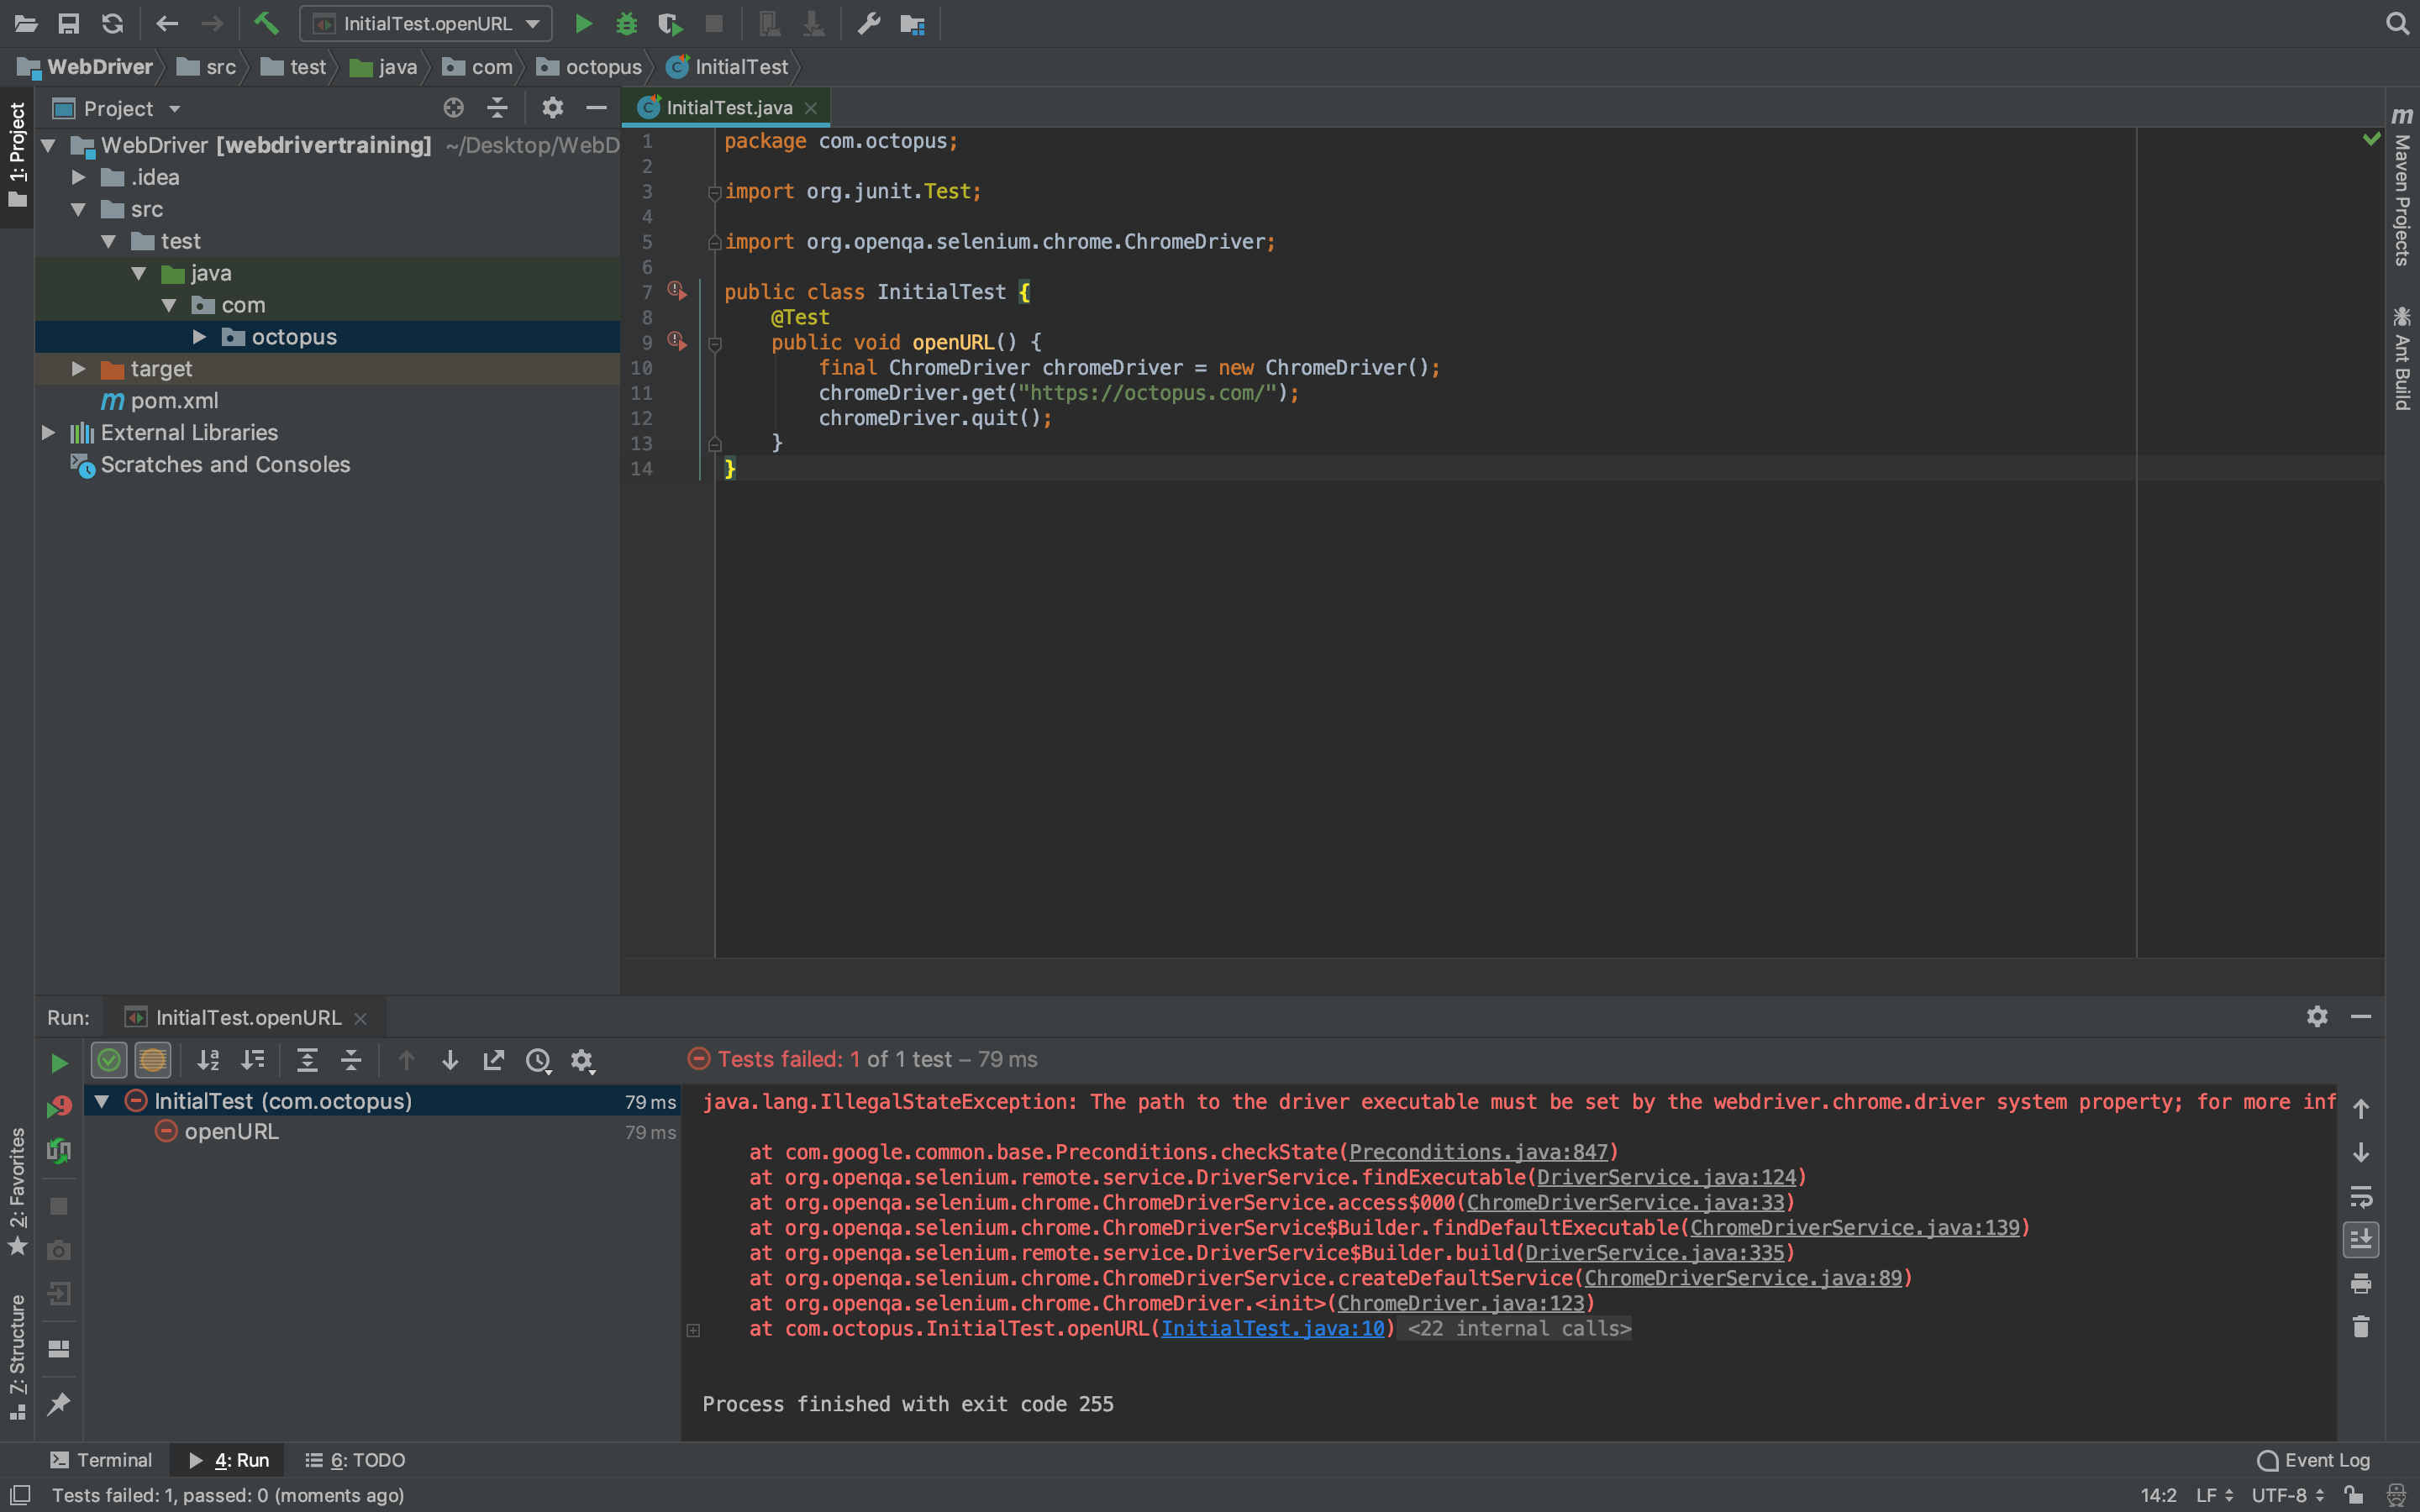 InitialTest.openURL
WebDriver src test java com octopus InitialTest
1: Project
Project
WebDriver [webdrivertraining] ~/Desktop/WebD
.idea
src
test
java
com
octopus
target
pom.xml
External Libraries
Scratches and Consoles
InitialTest.java
1 package com.octopus;
2
3 import org.junit.Test;
4
5 import org.openqa.selenium.chrome.ChromeDriver;
6
7 public class InitialTest {
8 @Test
9 public void openURL() {
10 final ChromeDriver chromeDriver = new ChromeDriver();
11 chromeDriver.get("https://octopus.com/");
12 chromeDriver.quit();
13 }
14 }
Maven Projects
Ant Build
2: Favorites
7: Structure
Run: InitialTest.openURL
Tests failed: 1 of 1 test – 79 ms
InitialTest (com.octopus) 79 ms
openURL 79 ms
java.lang.IllegalStateException: The path to the driver executable must be set by the webdriver.chrome.driver system property; for more inf
at com.google.common.base.Preconditions.checkState(Preconditions.java:847)
at org.openqa.selenium.remote.service.DriverService.findExecutable(DriverService.java:124)
at org.openqa.selenium.chrome.ChromeDriverService.access$000(ChromeDriverService.java:33)
at org.openqa.selenium.chrome.ChromeDriverService$Builder.findDefaultExecutable(ChromeDriverService.java:139)
at org.openqa.selenium.remote.service.DriverService$Builder.build(DriverService.java:335)
at org.openqa.selenium.chrome.ChromeDriverService.createDefaultService(ChromeDriverService.java:89)
at org.openqa.selenium.chrome.ChromeDriver.<init>(ChromeDriver.java:123)
at com.octopus.InitialTest.openURL(InitialTest.java:10) <22 internal calls>
Process finished with exit code 255
Terminal 4: Run 6: TODO Event Log
Tests failed: 1, passed: 0 (moments ago) 14:2 LF UTF-8